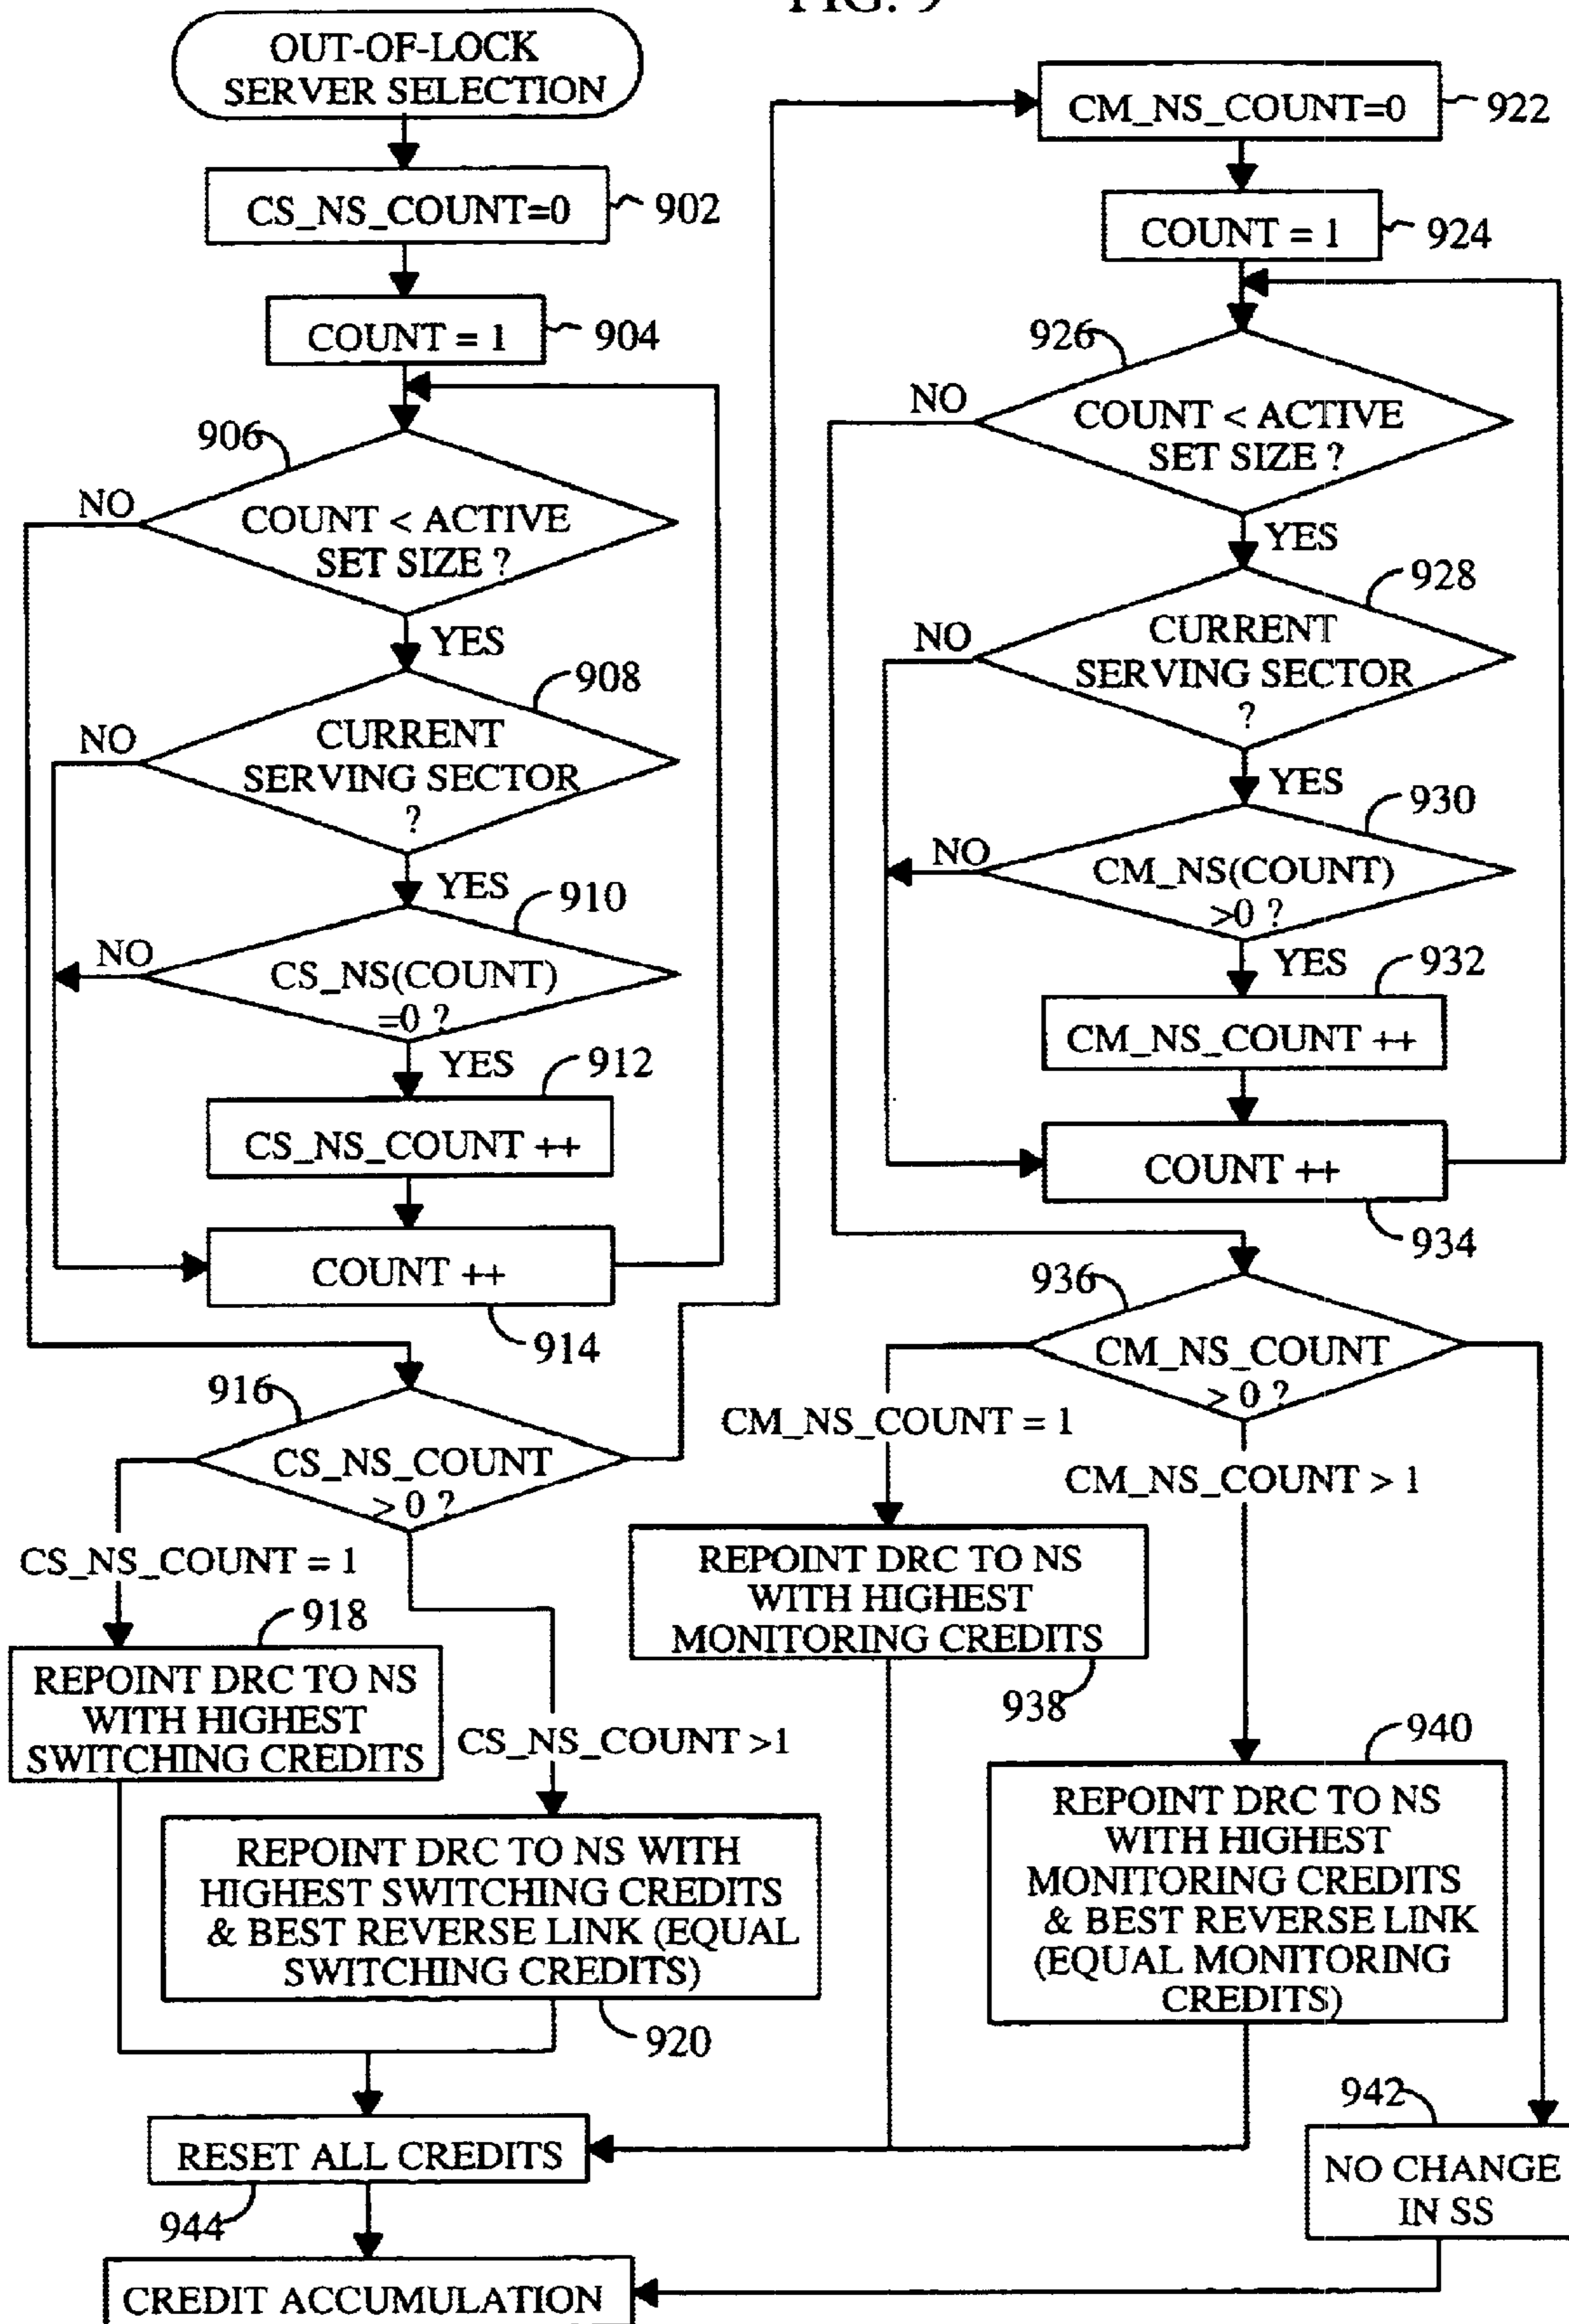 FIG. 9
OUT-OF-LOCK
SERVER SELECTION
CS_NS_COUNT=0
902
COUNT = 1
904
906
NO
COUNT < ACTIVE
SET SIZE ?
YES
908
NO
CURRENT
SERVING SECTOR
?
YES
910
NO
CS_NS(COUNT)
=0 ?
YES
912
CS_NS_COUNT ++
COUNT ++
914
916
CS_NS_COUNT
> 0 ?
CS_NS_COUNT = 1
918
REPOINT DRC TO NS
WITH HIGHEST
SWITCHING CREDITS
CS_NS_COUNT >1
REPOINT DRC TO NS WITH
HIGHEST SWITCHING CREDITS
& BEST REVERSE LINK (EQUAL
SWITCHING CREDITS)
920
CM_NS_COUNT=0
922
COUNT = 1
924
926
NO
COUNT < ACTIVE
SET SIZE ?
YES
928
NO
CURRENT
SERVING SECTOR
?
YES
930
NO
CM_NS(COUNT)
>0 ?
YES
932
CM_NS_COUNT ++
COUNT ++
934
936
CM_NS_COUNT
> 0 ?
CM_NS_COUNT = 1
CM_NS_COUNT > 1
REPOINT DRC TO NS
WITH HIGHEST
MONITORING CREDITS
938
940
REPOINT DRC TO NS
WITH HIGHEST
MONITORING CREDITS
& BEST REVERSE LINK
(EQUAL MONITORING
CREDITS)
942
NO CHANGE
IN SS
RESET ALL CREDITS
944
CREDIT ACCUMULATION